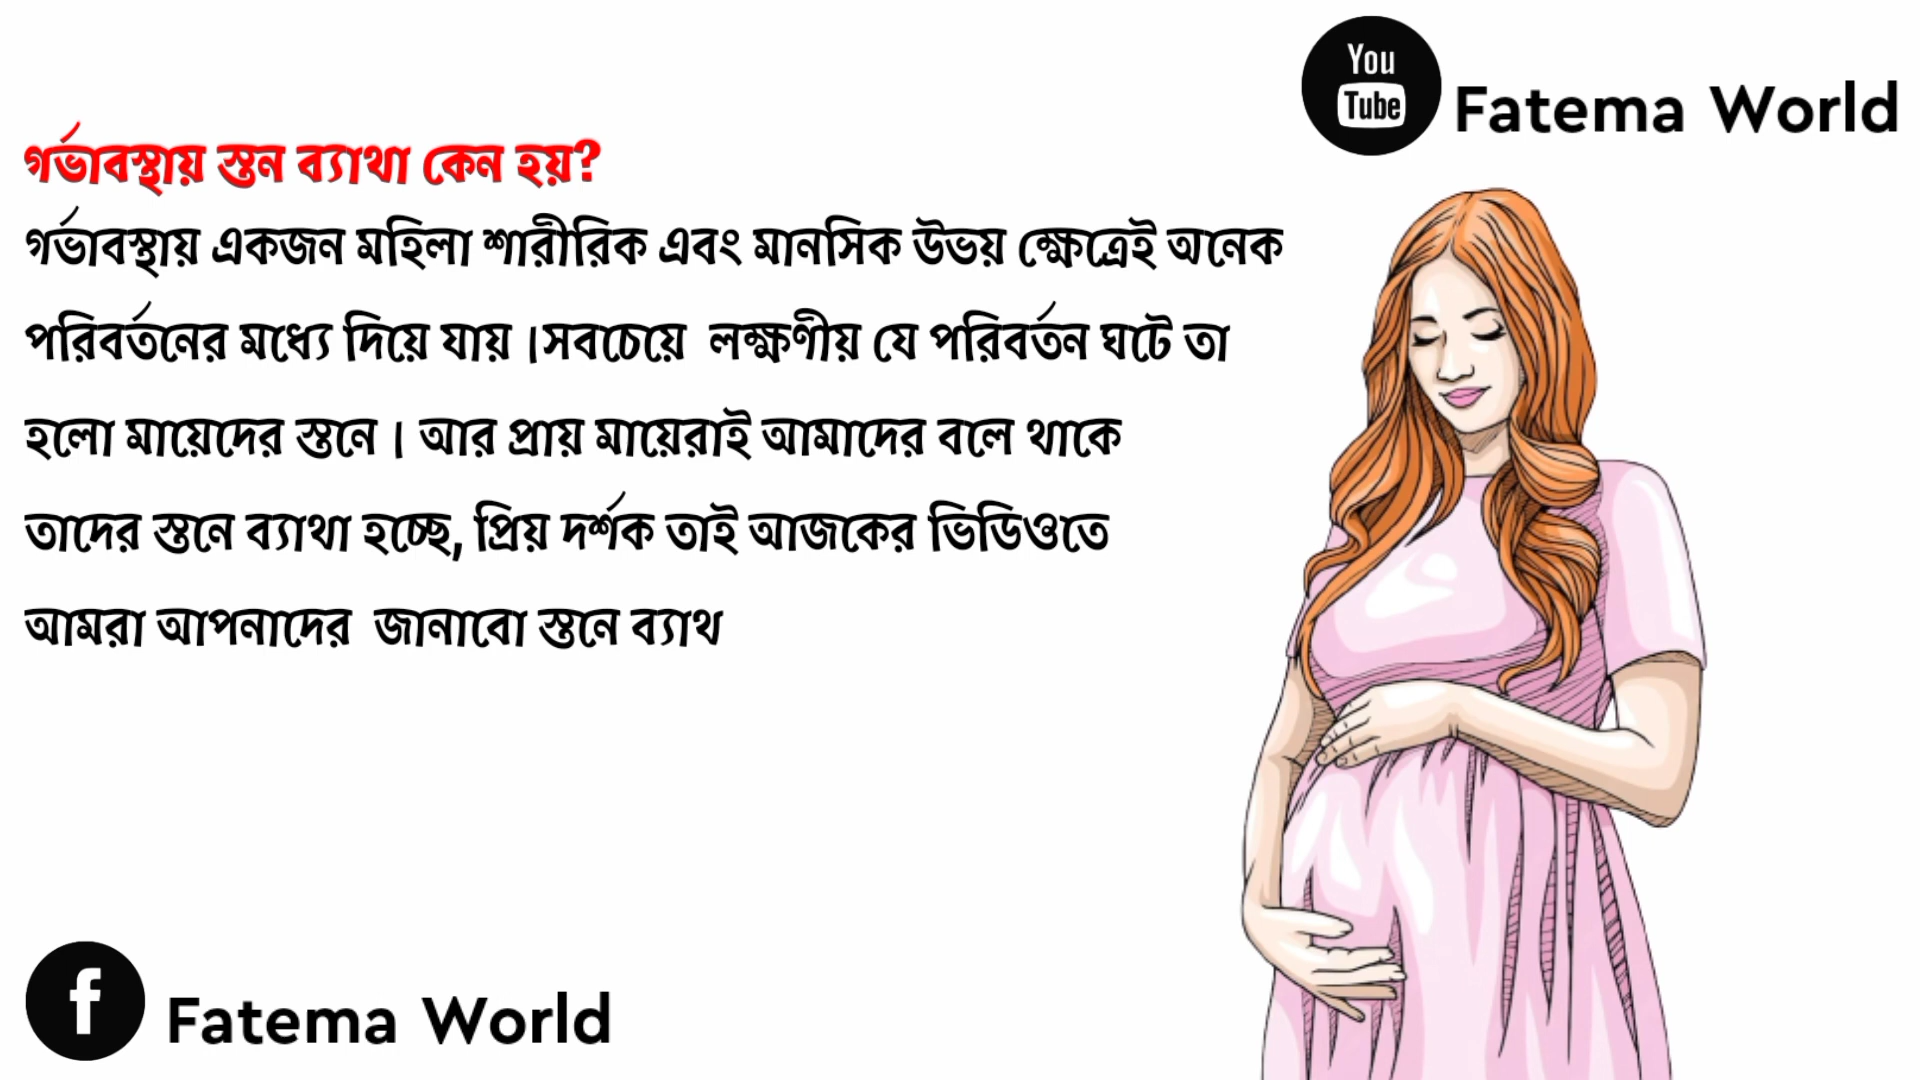 You
Tube
Fatema World
গর্ভাবস্থায় স্তন ব্যাথা কেন হয়?
গর্ভাবস্থায় একজন মহিলা শারীরিক এবং মানসিক উভয় ক্ষেত্রেই অনেক
পরিবর্তনের মধ্যে দিয়ে যায় ।সবচেয়ে লক্ষণীয় যে পরিবর্তন ঘটে তা
হলো মায়েদের স্তনে । আর প্রায় মায়েরাই আমাদের বলে থাকে
তাদের স্তনে ব্যাথা হচ্ছে, প্রিয় দর্শক তাই আজকের ভিডিওতে
আমরা আপনাদের জানাবো স্তনে ব্যাথ
f
Fatema World